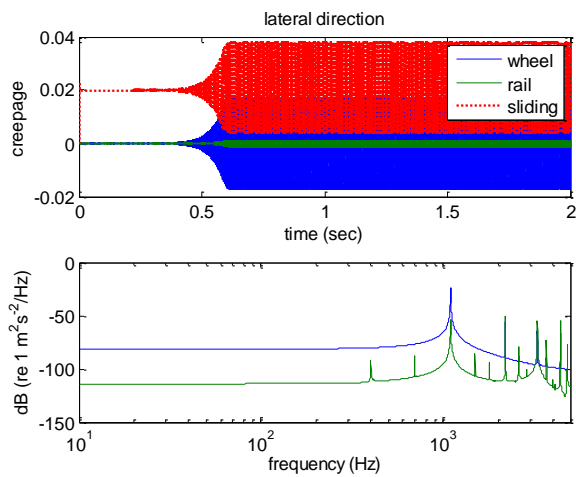 lateral direction
creepage
0.04
0.02
0
-0.02
wheel
rail
sliding
0 0.5 1 1.5 2
time (sec)
dB (re 1 m²s⁻²/Hz)
0
-50
-100
-150
10¹ 10² 10³
frequency (Hz)